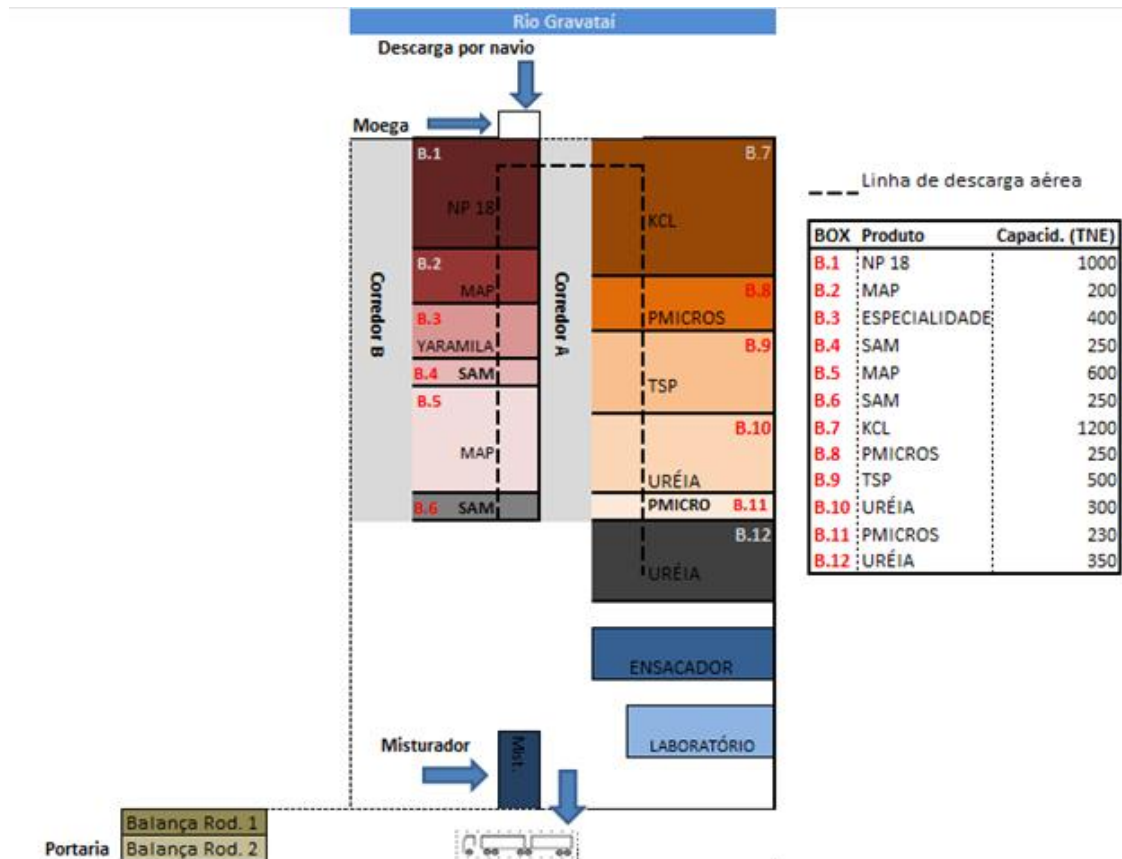 Rio Gravataí
Descarga por navio
Moega
B.1
NP 18
B.2
MAP
B.3
YARAMILA
B.4 SAM
B.5
MAP
B.6 SAM
Corredor B
Corredor A
B.7
KCL
B.8
PMICROS
B.9
TSP
B.10
URÉIA
PMICRO B.11
B.12
URÉIA
ENSACADOR
LABORATÓRIO
Misturador
Mist.
Balança Rod. 1
Portaria Balança Rod. 2
Linha de descarga aérea
BOX Produto Capacid. (TNE)
B.1 NP 18 1000
B.2 MAP 200
B.3 ESPECIALIDADE 400
B.4 SAM 250
B.5 MAP 600
B.6 SAM 250
B.7 KCL 1200
B.8 PMICROS 250
B.9 TSP 500
B.10 URÉIA 300
B.11 PMICROS 230
B.12 URÉIA 350